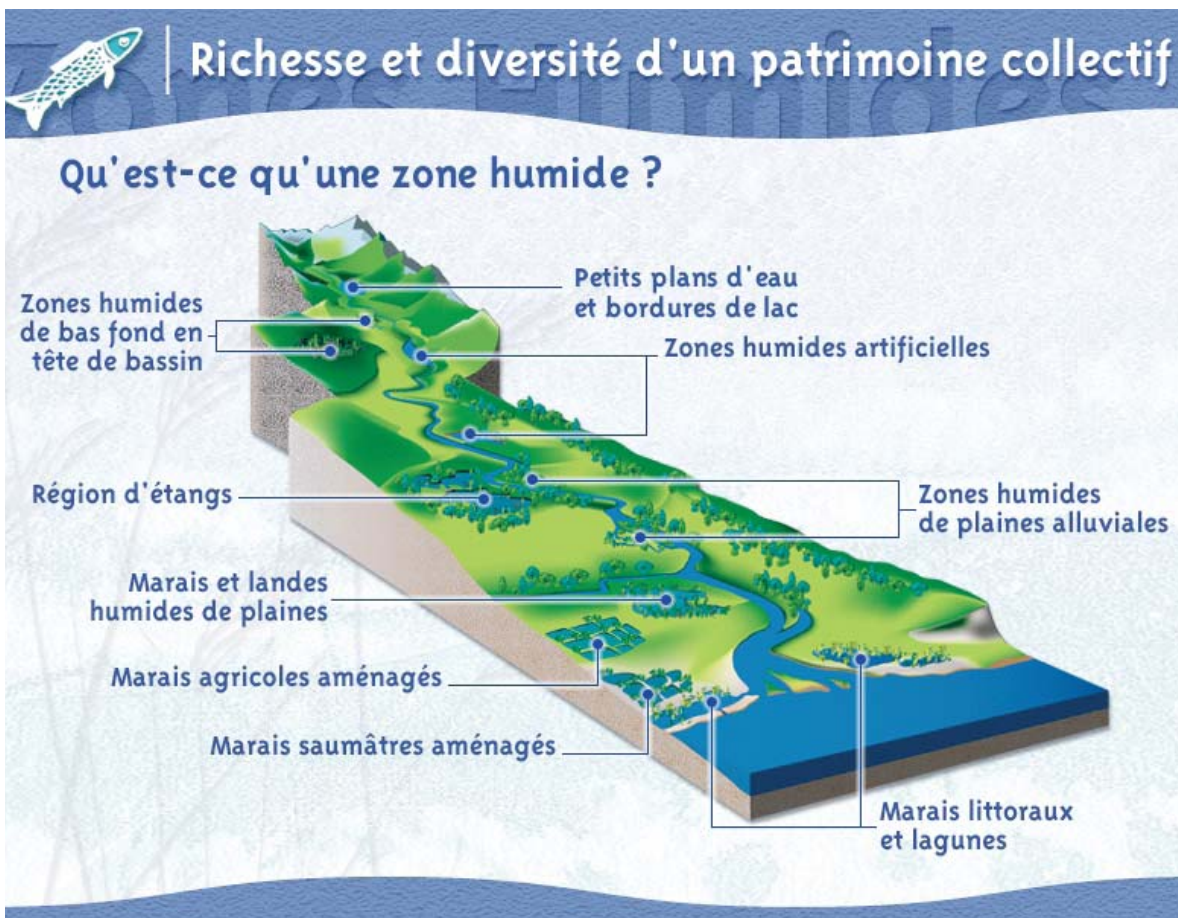 Zones Humides
Richesse et diversité d'un patrimoine collectif
Qu'est-ce qu'une zone humide ?
Petits plans d'eau
et bordures de lac
Zones humides
de bas fond en
tête de bassin
Zones humides artificielles
Région d'étangs
Zones humides
de plaines alluviales
Marais et landes
humides de plaines
Marais agricoles aménagés
Marais saumâtres aménagés
Marais littoraux
et lagunes